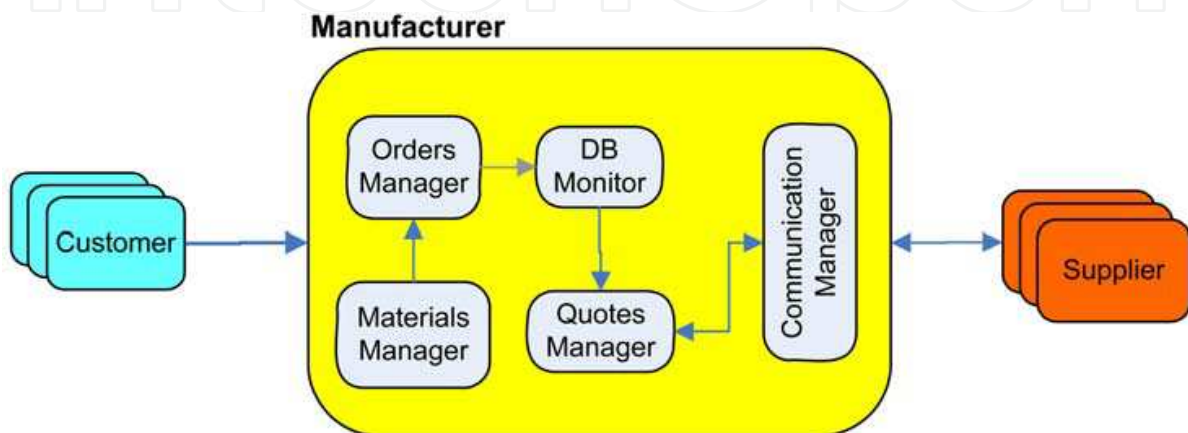 Manufacturer
Orders
Manager
DB
Monitor
Communication
Manager
Customer
Supplier
Materials
Manager
Quotes
Manager